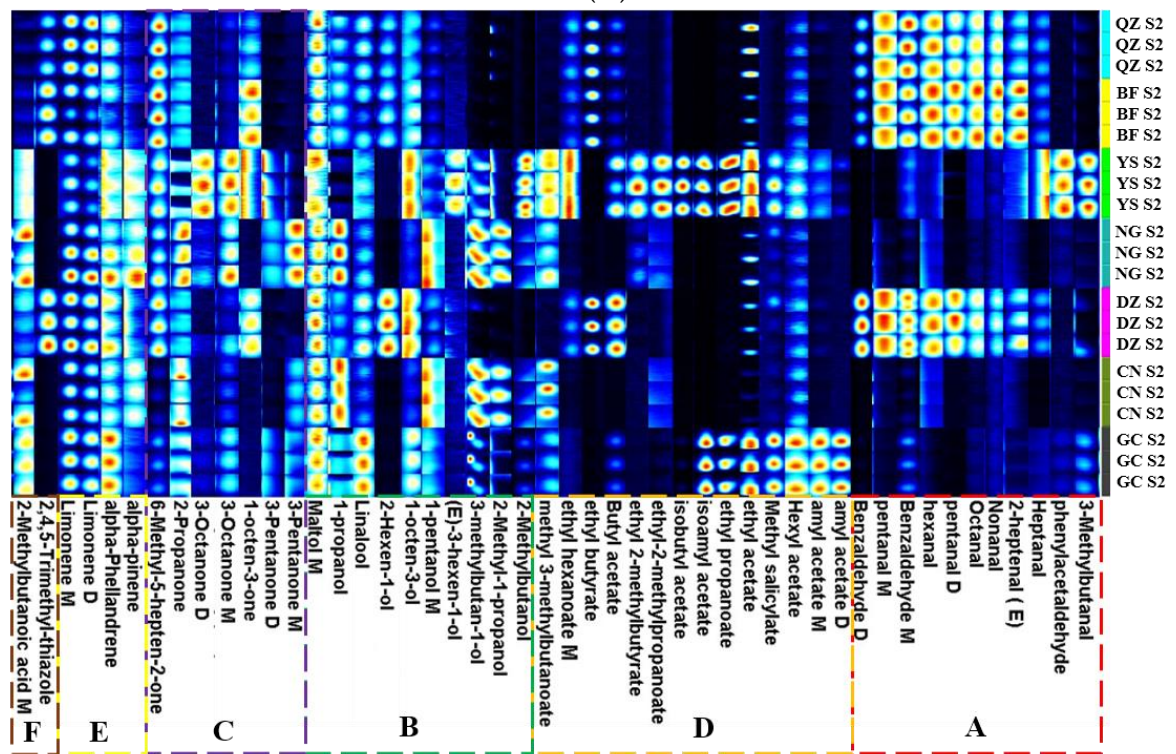 QZ S2
QZ S2
QZ S2
BF S2
BF S2
BF S2
YS S2
YS S2
YS S2
NG S2
NG S2
NG S2
DZ S2
DZ S2
DZ S2
CN S2
CN S2
CN S2
GC S2
GC S2
GC S2
2-Methylbutanoic acid M
2,4,5-Trimethyl-thiazole
Limonene M
Limonene D
alpha-Phellandrene
alpha-pinene
6-Methyl-5-hepten-2-one
2-Propanone
3-Octanone D
3-Octanone M
1-octen-3-one
3-Pentanone D
3-Pentanone M
Maltol M
1-propanol
Linalool
2-Hexen-1-ol
1-octen-3-ol
1-pentanol M
(E)-3-hexen-1-ol
3-methylbutan-1-ol
2-Methyl-1-propanol
2-Methylbutanol
methyl 3-methylbutanoate
ethyl hexanoate M
ethyl butyrate
Butyl acetate
ethyl 2-methylbutyrate
ethyl-2-methylpropanoate
isobutyl acetate
isoamyl acetate
ethyl propanoate
ethyl acetate
Methyl salicylate
Hexyl acetate
amyl acetate M
amyl acetate D
Benzaldehyde D
pentanal M
Benzaldehyde M
hexanal
pentanal D
Octanal
Nonanal
2-heptenal ( E)
Heptanal
phenylacetaldehyde
3-Methylbutanal
F
E
C
B
D
A